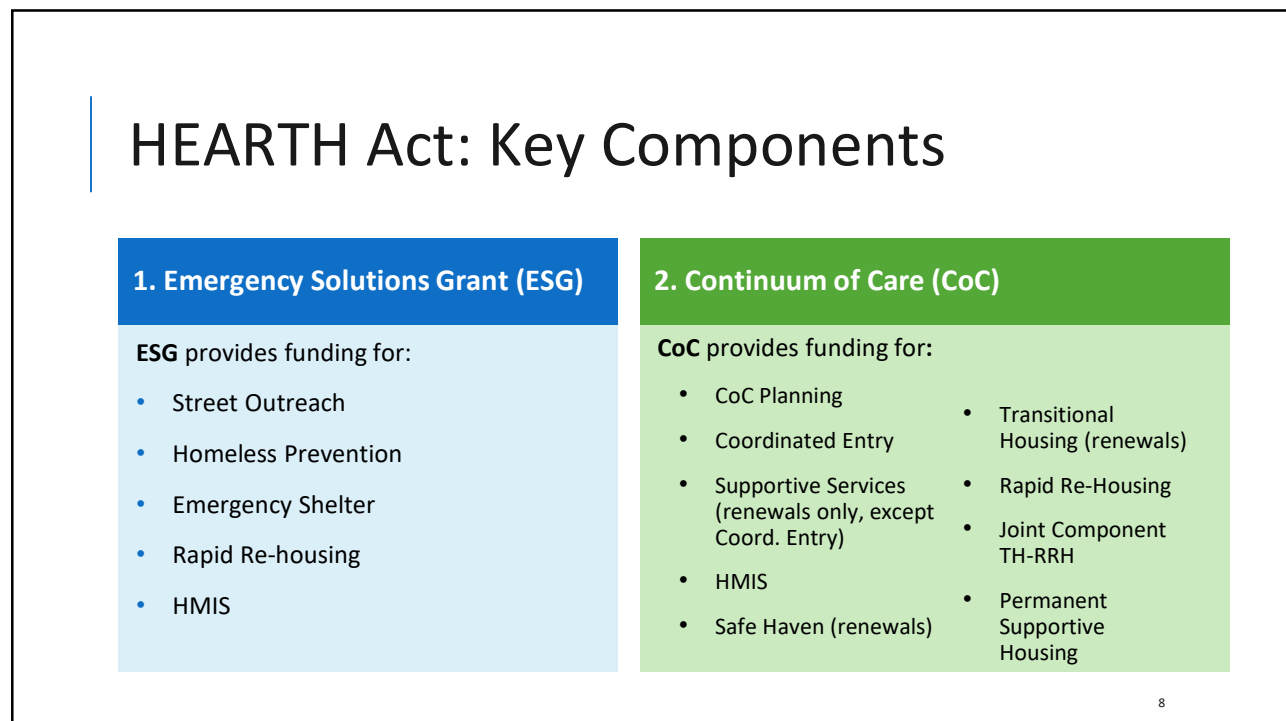 HEARTH Act: Key Components
1. Emergency Solutions Grant (ESG)
ESG provides funding for:
• Street Outreach
• Homeless Prevention
• Emergency Shelter
• Rapid Re-housing
• HMIS
2. Continuum of Care (CoC)
CoC provides funding for:
• CoC Planning
• Coordinated Entry
• Supportive Services
(renewals only, except
Coord. Entry)
• HMIS
• Safe Haven (renewals)
• Transitional
Housing (renewals)
• Rapid Re-Housing
• Joint Component
TH-RRH
• Permanent
Supportive
Housing
8